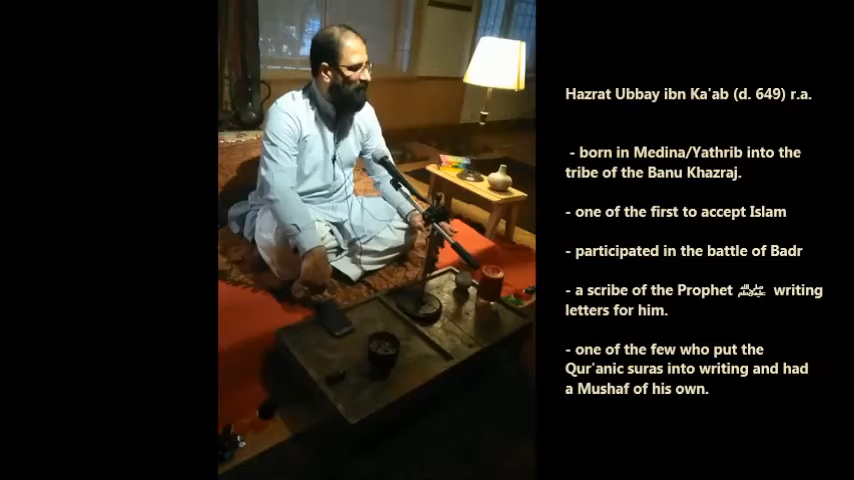 Hazrat Ubbay ibn Ka'ab (d. 649) r.a.
- born in Medina/Yathrib into the
tribe of the Banu Khazraj.
- one of the first to accept Islam
- participated in the battle of Badr
- a scribe of the Prophet ﷺ writing
letters for him.
- one of the few who put the
Qur'anic suras into writing and had
a Mushaf of his own.